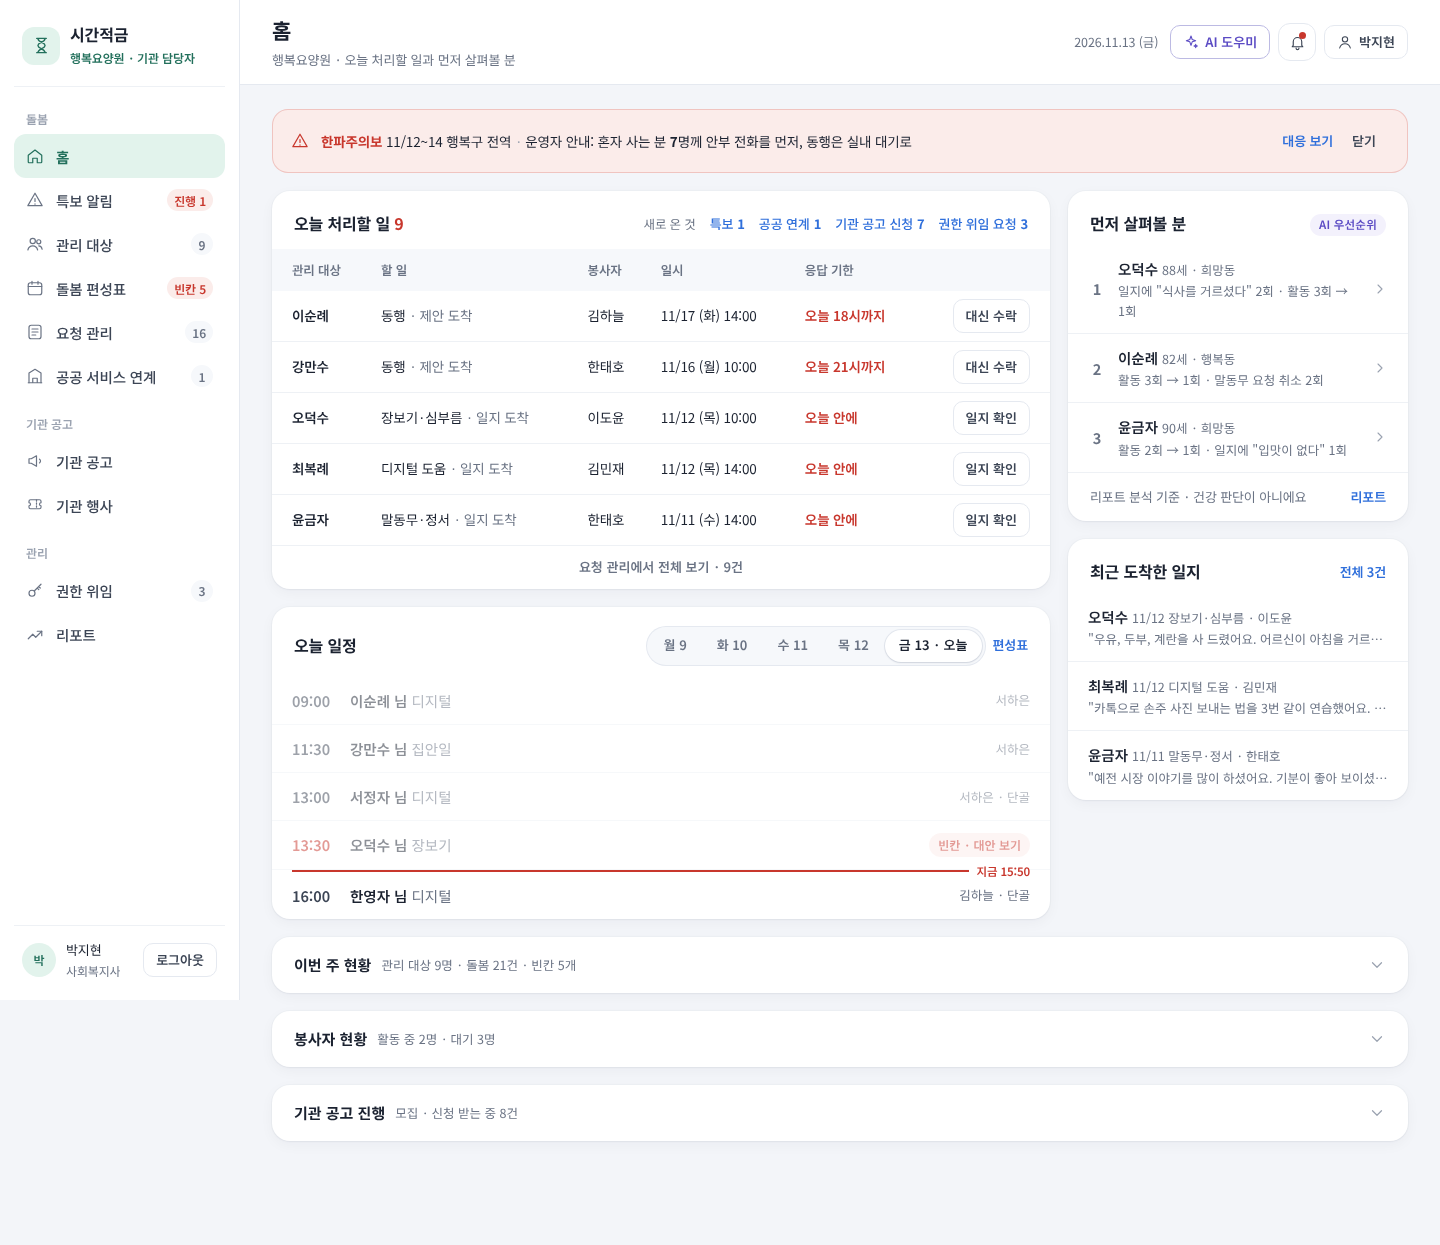 시간적금
행복요양원 · 기관 담당자
돌봄
홈
특보 알림 진행 1
관리 대상 9
돌봄 편성표 빈칸 5
요청 관리 16
공공 서비스 연계 1
기관 공고
기관 공고
기관 행사
관리
권한 위임 3
리포트
박 박지현
사회복지사
로그아웃
홈
행복요양원 · 오늘 처리할 일과 먼저 살펴볼 분
2026.11.13 (금) AI 도우미 박지현
한파주의보 11/12~14 행복구 전역 · 운영자 안내: 혼자 사는 분 7명께 안부 전화를 먼저, 동행은 실내 대기로 대응 보기 닫기
오늘 처리할 일 9 새로 온 것 특보 1 공공 연계 1 기관 공고 신청 7 권한 위임 요청 3
관리 대상 할 일 봉사자 일시 응답 기한
이순례 동행 · 제안 도착 김하늘 11/17 (화) 14:00 오늘 18시까지 대신 수락
강만수 동행 · 제안 도착 한태호 11/16 (월) 10:00 오늘 21시까지 대신 수락
오덕수 장보기·심부름 · 일지 도착 이도윤 11/12 (목) 10:00 오늘 안에 일지 확인
최복례 디지털 도움 · 일지 도착 김민재 11/12 (목) 14:00 오늘 안에 일지 확인
윤금자 말동무·정서 · 일지 도착 한태호 11/11 (수) 14:00 오늘 안에 일지 확인
요청 관리에서 전체 보기 · 9건
오늘 일정 월 9 화 10 수 11 목 12 금 13 · 오늘 편성표
09:00 이순례 님 디지털 서하은
11:30 강만수 님 집안일 서하은
13:00 서정자 님 디지털 서하은 · 단골
13:30 오덕수 님 장보기 빈칸 · 대안 보기
지금 15:50
16:00 한영자 님 디지털 김하늘 · 단골
먼저 살펴볼 분 AI 우선순위
1 오덕수 88세 · 희망동
일지에 "식사를 거르셨다" 2회 · 활동 3회 →
1회
2 이순례 82세 · 행복동
활동 3회 → 1회 · 말동무 요청 취소 2회
3 윤금자 90세 · 희망동
활동 2회 → 1회 · 일지에 "입맛이 없다" 1회
리포트 분석 기준 · 건강 판단이 아니에요 리포트
최근 도착한 일지 전체 3건
오덕수 11/12 장보기·심부름 · 이도윤
"우유, 두부, 계란을 사 드렸어요. 어르신이 아침을 거르…
최복례 11/12 디지털 도움 · 김민재
"카톡으로 손주 사진 보내는 법을 3번 같이 연습했어요. …
윤금자 11/11 말동무·정서 · 한태호
"예전 시장 이야기를 많이 하셨어요. 기분이 좋아 보이셨…
이번 주 현황 관리 대상 9명 · 돌봄 21건 · 빈칸 5개
봉사자 현황 활동 중 2명 · 대기 3명
기관 공고 진행 모집 · 신청 받는 중 8건